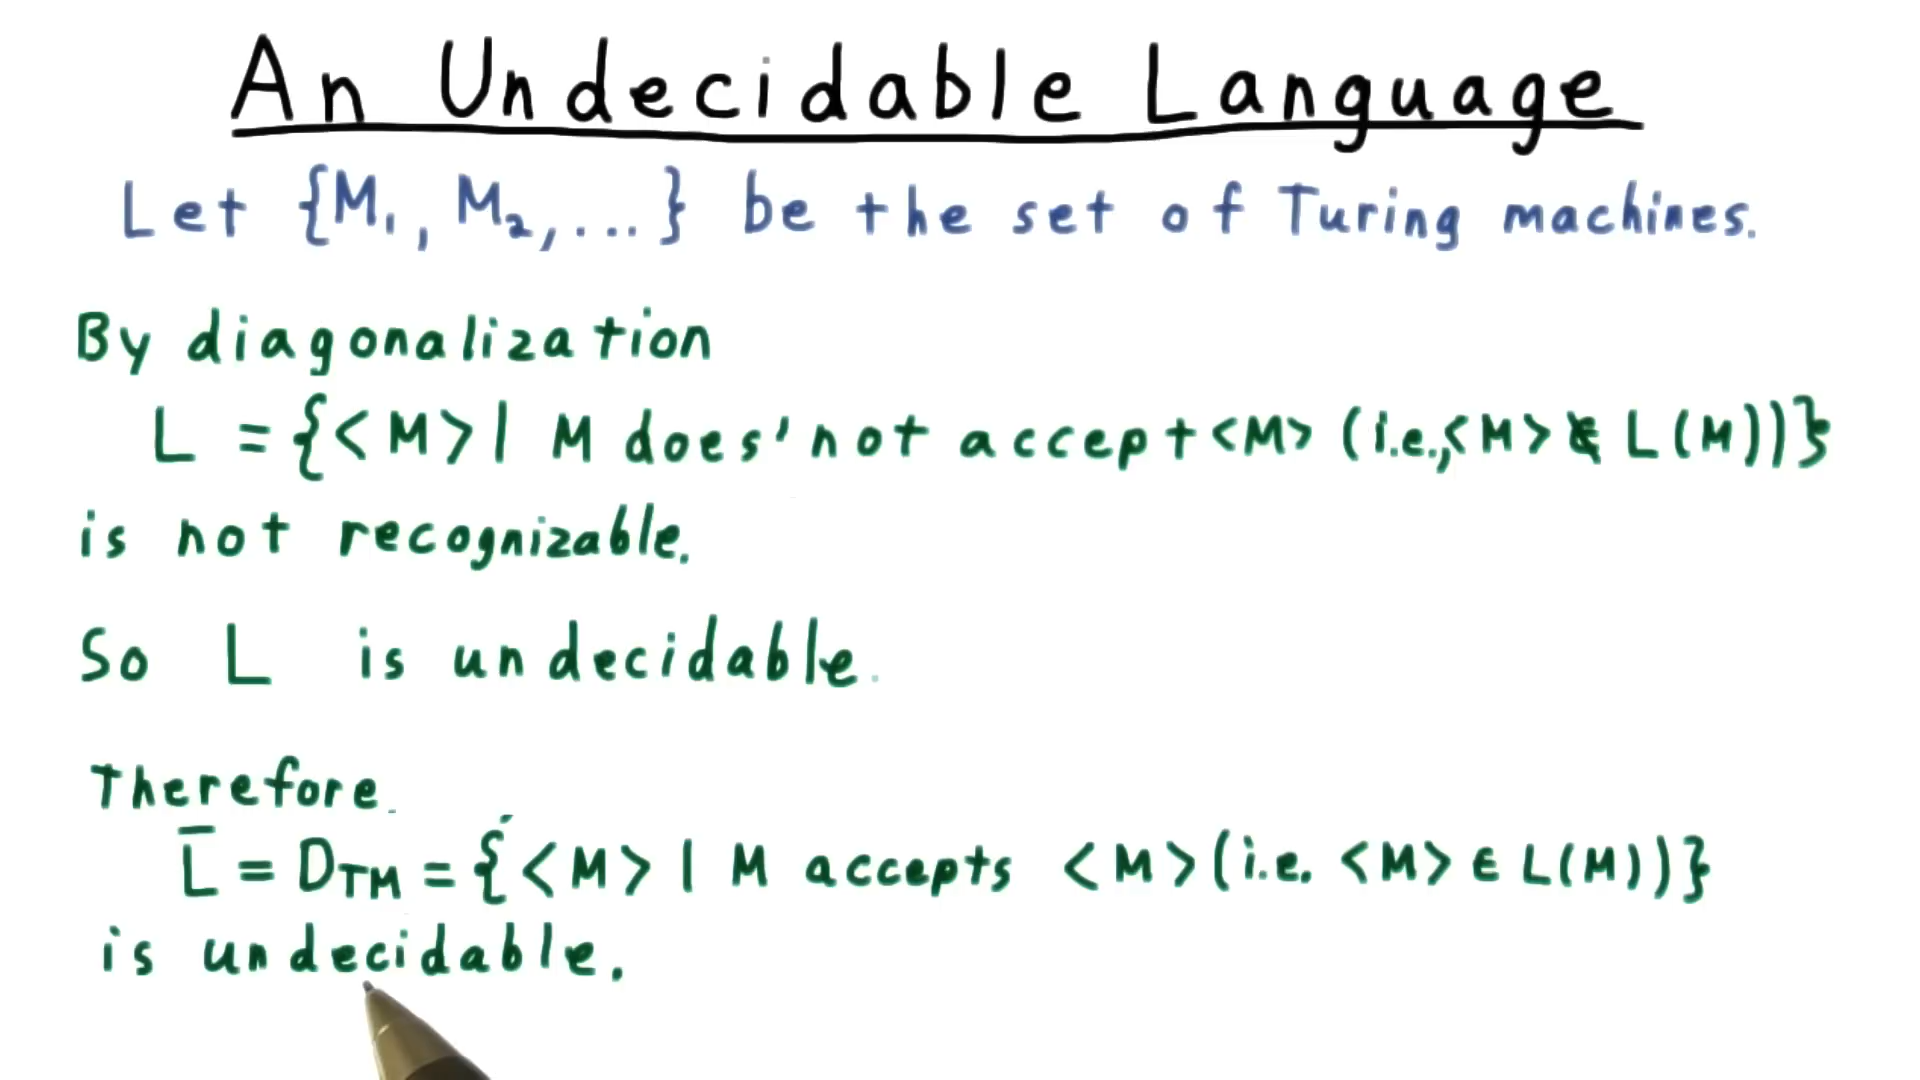 An Undecidable Language
Let {M₁, M₂, ...} be the set of Turing machines.
By diagonalization
L = {<M> | M does'not accept <M> (i.e.,<M> ∉ L(M))}
is not recognizable.
So L is undecidable.
Therefore
L̅ = D_TM = {<M> | M accepts <M> (i.e. <M> ∈ L(M))}
is undecidable.